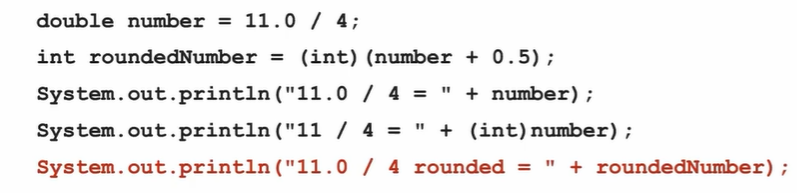 double number = 11.0 / 4;
int roundedNumber = (int)(number + 0.5);
System.out.println("11.0 / 4 = " + number);
System.out.println("11 / 4 = " + (int)number);
System.out.println("11.0 / 4 rounded = " + roundedNumber);